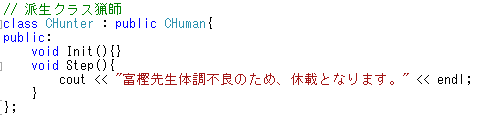 // 派生クラス猟師
class CHunter : public CHuman{
public:
    void Init(){}
    void Step(){
        cout << "富樫先生体調不良のため、休載となります。" << endl;
    }
};